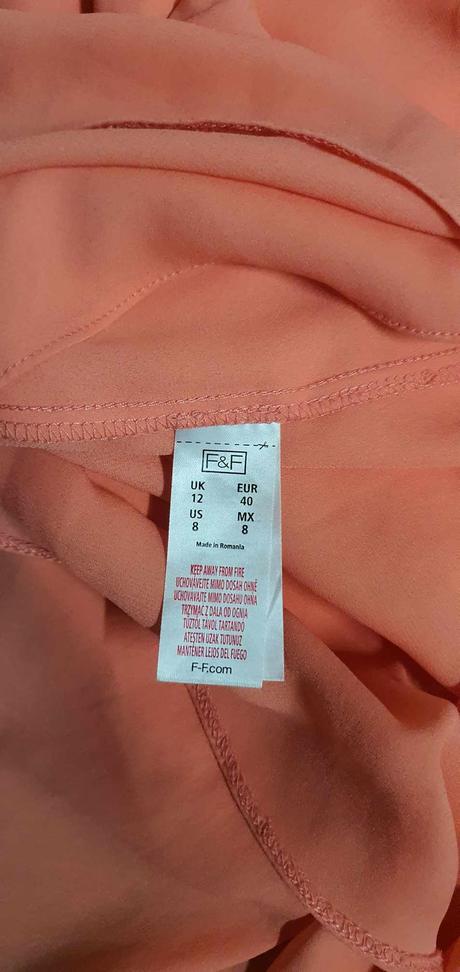 F&F
UK EUR
12 40
US MX
8 8
Made in Romania
KEEP AWAY FROM FIRE
UCHOVÁVEJTE MIMO DOSAH OHNĚ
UCHOVÁVAJTE MIMO DOSAHU OHŇA
TRZYMAĆ Z DALA OD OGNIA
TŰZTŐL TÁVOL TARTANDÓ
ATEŞTEN UZAK TUTUNUZ
MANTENER LEJOS DEL FUEGO
F-F.com